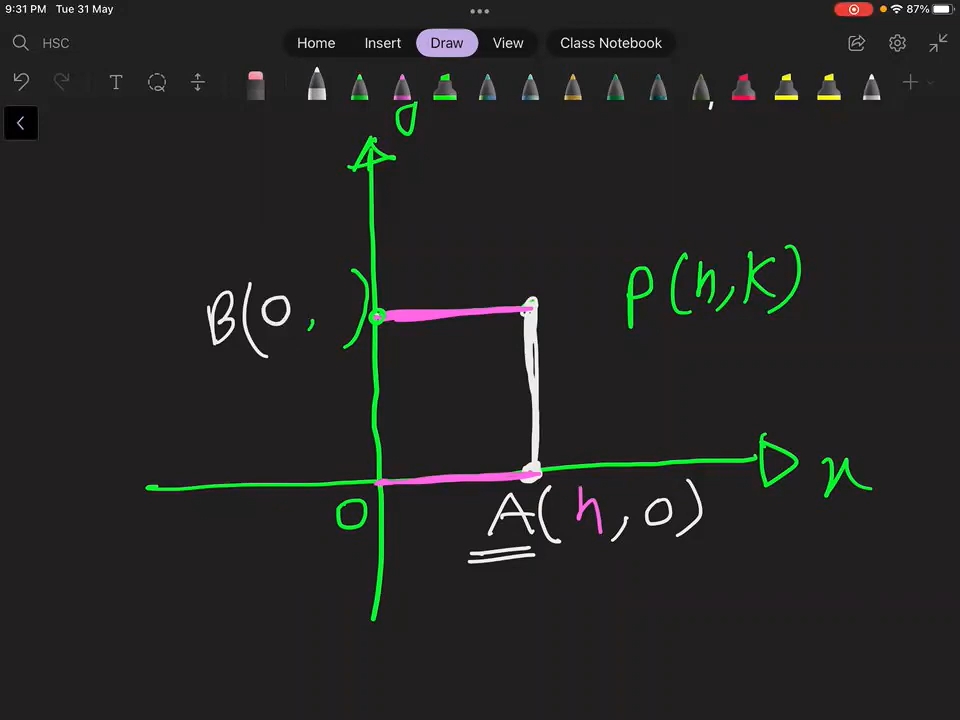 9:31 PM Tue 31 May 87%
HSC Home Insert Draw View Class Notebook
T
P(h,k)
B(0, )
x
O
A(h,0)